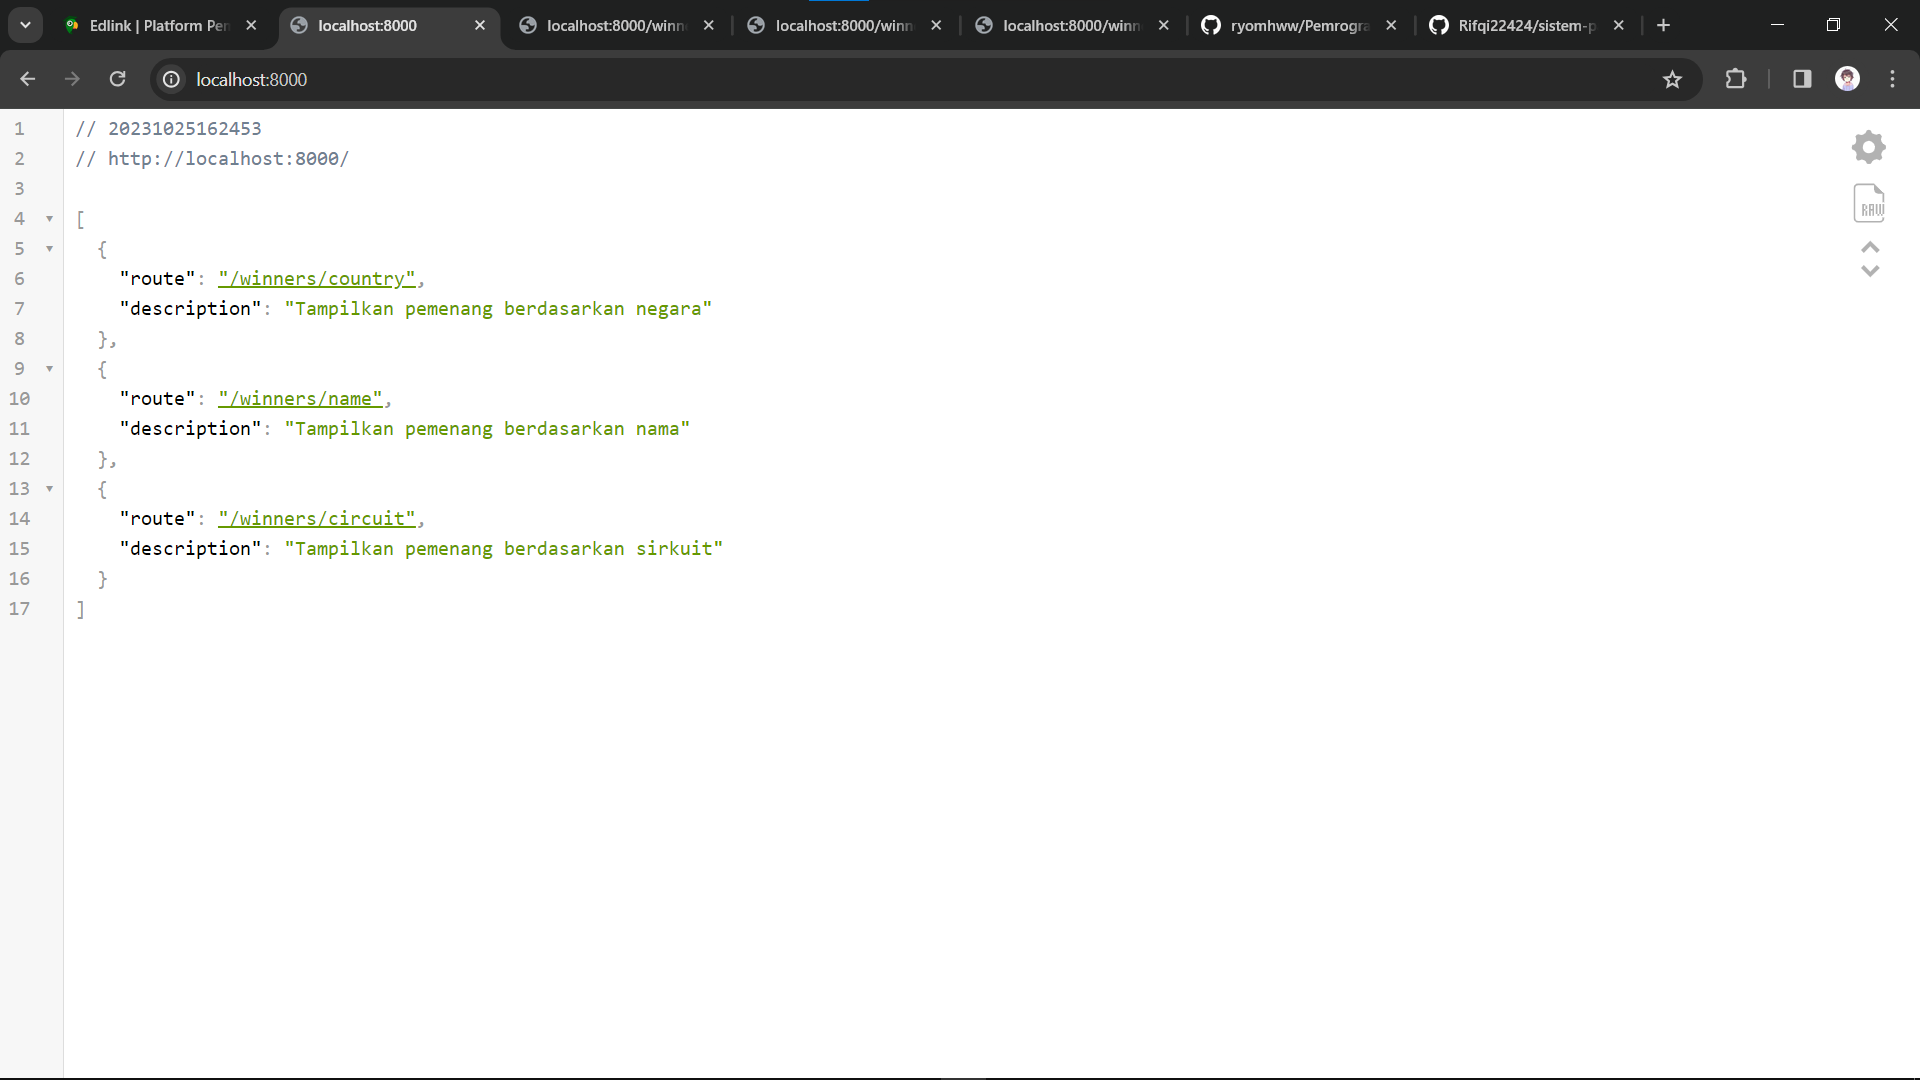 Edlink | Platform Pen
localhost:8000
localhost:8000/winn
localhost:8000/winn
localhost:8000/winn
ryomhww/Pemrogra
Rifqi22424/sistem-p
localhost:8000
1 // 20231025162453
2 // http://localhost:8000/
3
4 [
5 {
6 "route": "/winners/country",
7 "description": "Tampilkan pemenang berdasarkan negara"
8 },
9 {
10 "route": "/winners/name",
11 "description": "Tampilkan pemenang berdasarkan nama"
12 },
13 {
14 "route": "/winners/circuit",
15 "description": "Tampilkan pemenang berdasarkan sirkuit"
16 }
17 ]
RAW